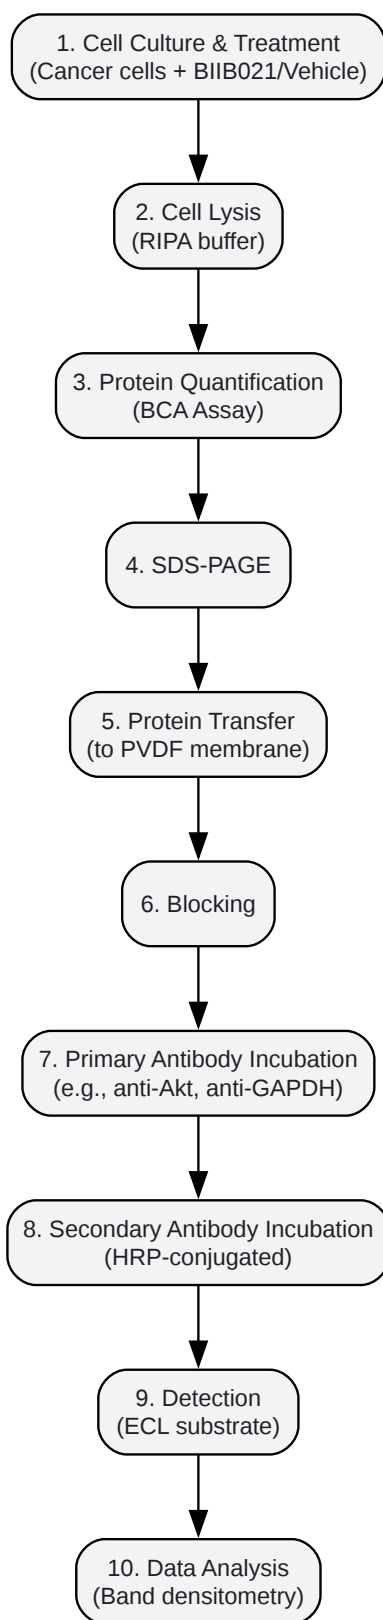 1. Cell Culture & Treatment
(Cancer cells + BIIB021/Vehicle)
2. Cell Lysis
(RIPA buffer)
3. Protein Quantification
(BCA Assay)
4. SDS-PAGE
5. Protein Transfer
(to PVDF membrane)
6. Blocking
7. Primary Antibody Incubation
(e.g., anti-Akt, anti-GAPDH)
8. Secondary Antibody Incubation
(HRP-conjugated)
9. Detection
(ECL substrate)
10. Data Analysis
(Band densitometry)